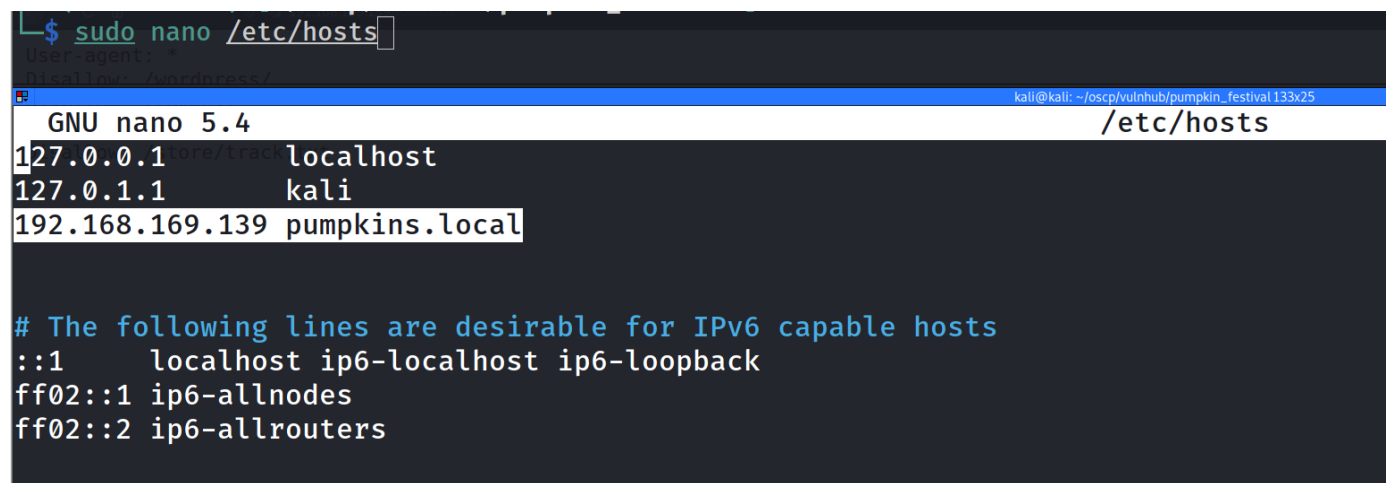 $ sudo nano /etc/hosts
User-agent: *
Disallow: /wordpress/
kali@kali: ~/oscp/vulnhub/pumpkin_festival 133x25
GNU nano 5.4 /etc/hosts
127.0.0.1 localhost
127.0.1.1 kali
192.168.169.139 pumpkins.local
# The following lines are desirable for IPv6 capable hosts
::1 localhost ip6-localhost ip6-loopback
ff02::1 ip6-allnodes
ff02::2 ip6-allrouters